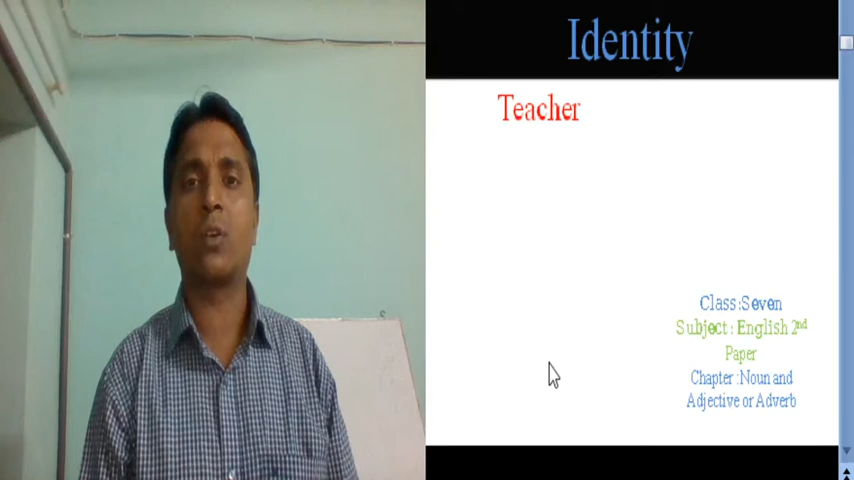 Identity
Teacher
Class :Seven
Subject : English 2nd
Paper
Chapter :Noun and
Adjective or Adverb